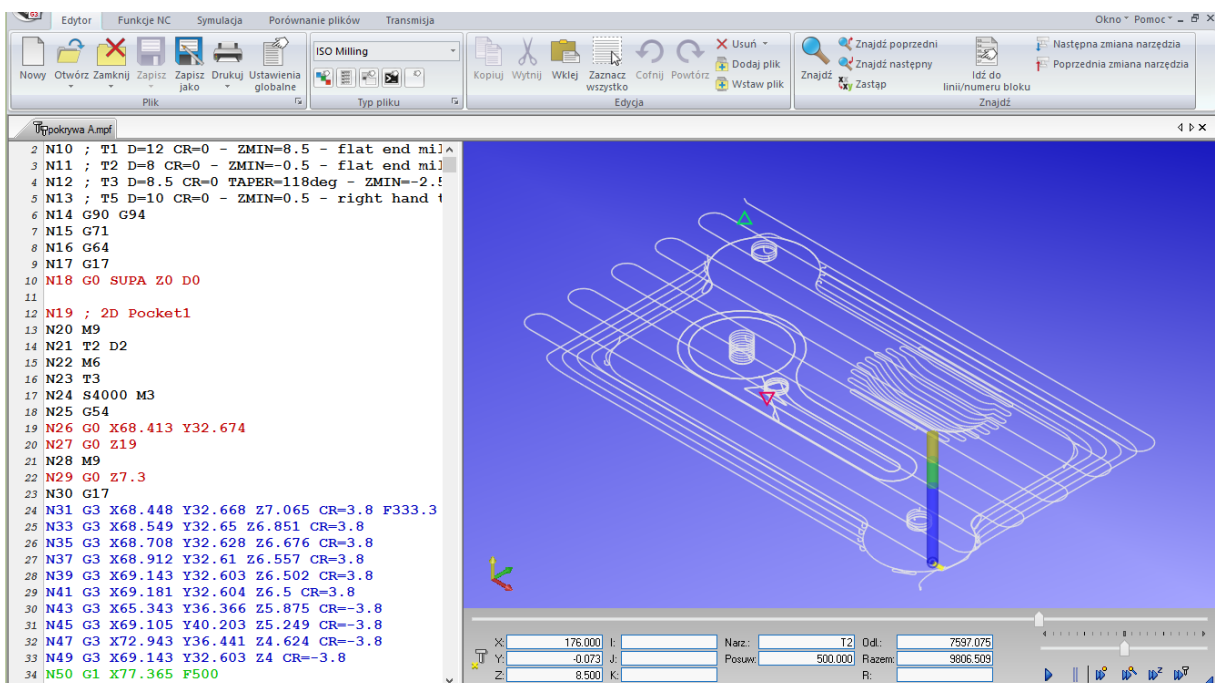 G3
Edytor Funkcje NC Symulacja Porównanie plików Transmisja Okno Pomoc
Nowy Otwórz Zamknij Zapisz Zapisz jako Drukuj Ustawienia globalne
Plik
ISO Milling
Typ pliku
Kopiuj Wytnij Wklej Zaznacz wszystko Cofnij Powtórz
Usuń
Dodaj plik
Wstaw plik
Edycja
Znajdź
Znajdź poprzedni
Znajdź następny
Zastąp
Idź do linii/numeru bloku
Następna zmiana narzędzia
Poprzednia zmiana narzędzia
Znajdź
pokrywa A.mpf
2 N10 ; T1 D=12 CR=0 - ZMIN=8.5 - flat end mil
3 N11 ; T2 D=8 CR=0 - ZMIN=-0.5 - flat end mil
4 N12 ; T3 D=8.5 CR=0 TAPER=118deg - ZMIN=-2.5
5 N13 ; T5 D=10 CR=0 - ZMIN=0.5 - right hand t
6 N14 G90 G94
7 N15 G71
8 N16 G64
9 N17 G17
10 N18 G0 SUPA Z0 D0
11
12 N19 ; 2D Pocket1
13 N20 M9
14 N21 T2 D2
15 N22 M6
16 N23 T3
17 N24 S4000 M3
18 N25 G54
19 N26 G0 X68.413 Y32.674
20 N27 G0 Z19
21 N28 M9
22 N29 G0 Z7.3
23 N30 G17
24 N31 G3 X68.448 Y32.668 Z7.065 CR=3.8 F333.3
25 N33 G3 X68.549 Y32.65 Z6.851 CR=3.8
26 N35 G3 X68.708 Y32.628 Z6.676 CR=3.8
27 N37 G3 X68.912 Y32.61 Z6.557 CR=3.8
28 N39 G3 X69.143 Y32.603 Z6.502 CR=3.8
29 N41 G3 X69.181 Y32.604 Z6.5 CR=3.8
30 N43 G3 X65.343 Y36.366 Z5.875 CR=-3.8
31 N45 G3 X69.105 Y40.203 Z5.249 CR=-3.8
32 N47 G3 X72.943 Y36.441 Z4.624 CR=-3.8
33 N49 G3 X69.143 Y32.603 Z4 CR=-3.8
34 N50 G1 X77.365 F500
X: 176.000 I: Narz.: T2 Odl.: 7597.075
Y: -0.073 J: Posuw: 500.000 Razem: 9806.509
Z: 8.500 K: R: